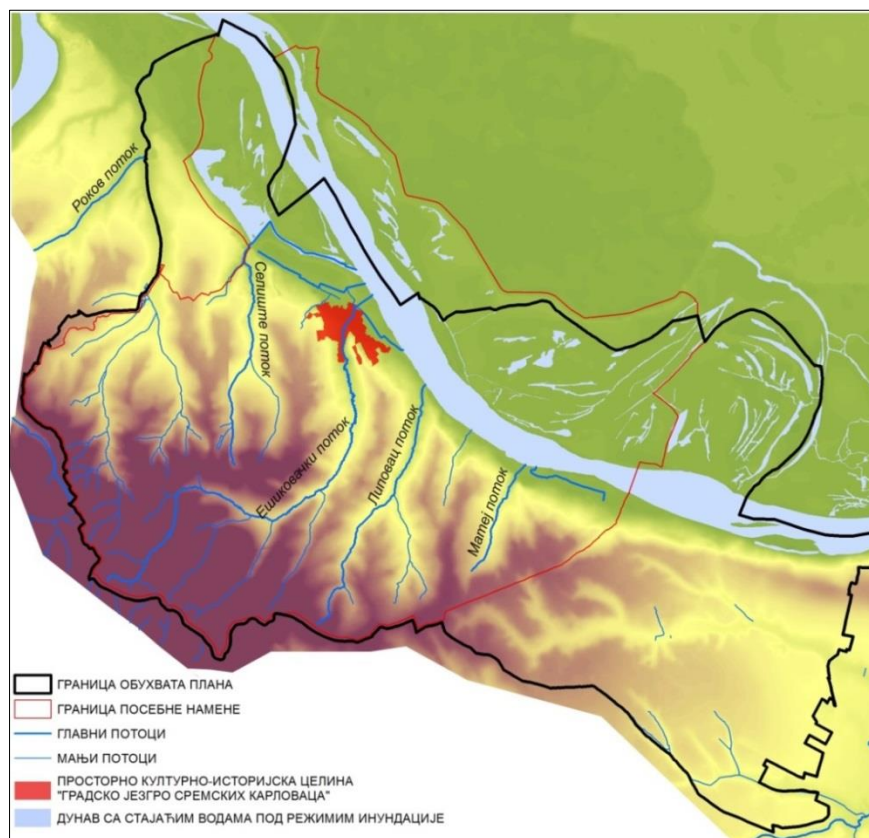 Роков поток
Селиште поток
Ешиковачки поток
Липовац поток
Матеј поток
ГРАНИЦА ОБУХВАТА ПЛАНА
ГРАНИЦА ПОСЕБНЕ НАМЕНЕ
ГЛАВНИ ПОТОЦИ
МАЊИ ПОТОЦИ
ПРОСТОРНО КУЛТУРНО-ИСТОРИЈСКА ЦЕЛИНА
"ГРАДСКО ЈЕЗГРО СРЕМСКИХ КАРЛОВАЦА"
ДУНАВ СА СТАЈАЋИМ ВОДАМА ПОД РЕЖИМИМ ИНУНДАЦИЈЕ